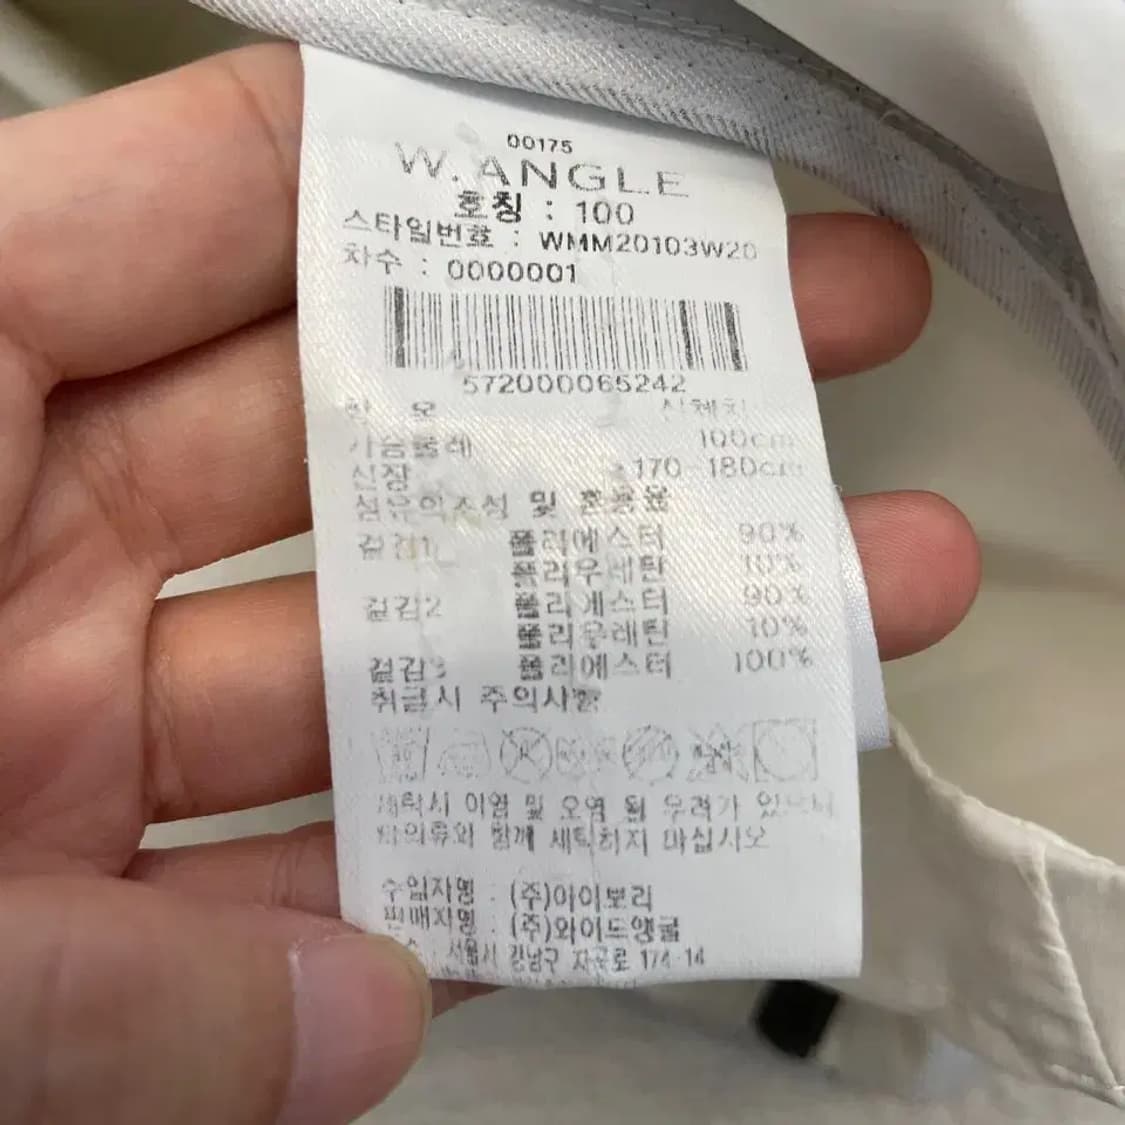 00175
W. ANGLE
호칭 : 100
스타일번호 : WMM20103W20
차수 : 0000001
572000065242
항 목 신체치
가슴둘레 100cm
신장 170-180cm
섬유의조성 및 혼용율
겉감1 폴리에스터 90%
폴리우레탄 10%
겉감2 폴리에스터 90%
폴리우레탄 10%
겉감3 폴리에스터 100%
취급시 주의사항
세탁시 이염 및 오염 될 우려가 있으니
타의류와 함께 세탁하지 마십시오
수입자명 : (주)아이보리
판매자명 : (주)와이드앵글
서울시 강남구 자곡로 174-14